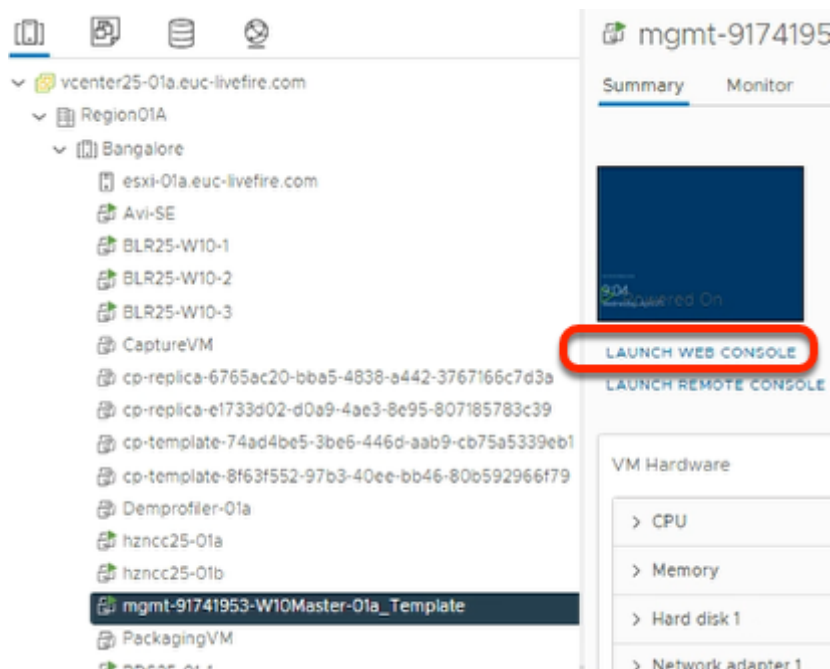 vcenter25-01a.euc-livefire.com
Region01A
Bangalore
esxi-01a.euc-livefire.com
Avi-SE
BLR25-W10-1
BLR25-W10-2
BLR25-W10-3
CaptureVM
cp-replica-6765ac20-bba5-4838-a442-3767166c7d3a
cp-replica-e1733d02-d0a9-4ae3-8e95-807185783c39
cp-template-74ad4be5-3be6-446d-aab9-cb75a5339eb1
cp-template-8f63f552-97b3-40ee-bb46-80b592966f79
Demprofiler-01a
hzncc25-01a
hzncc25-01b
mgmt-91741953-W10Master-01a_Template
PackagingVM
mgmt-9174195
Summary Monitor
9:04
Powered On
LAUNCH WEB CONSOLE
LAUNCH REMOTE CONSOLE
VM Hardware
> CPU
> Memory
> Hard disk 1
> Network adapter 1